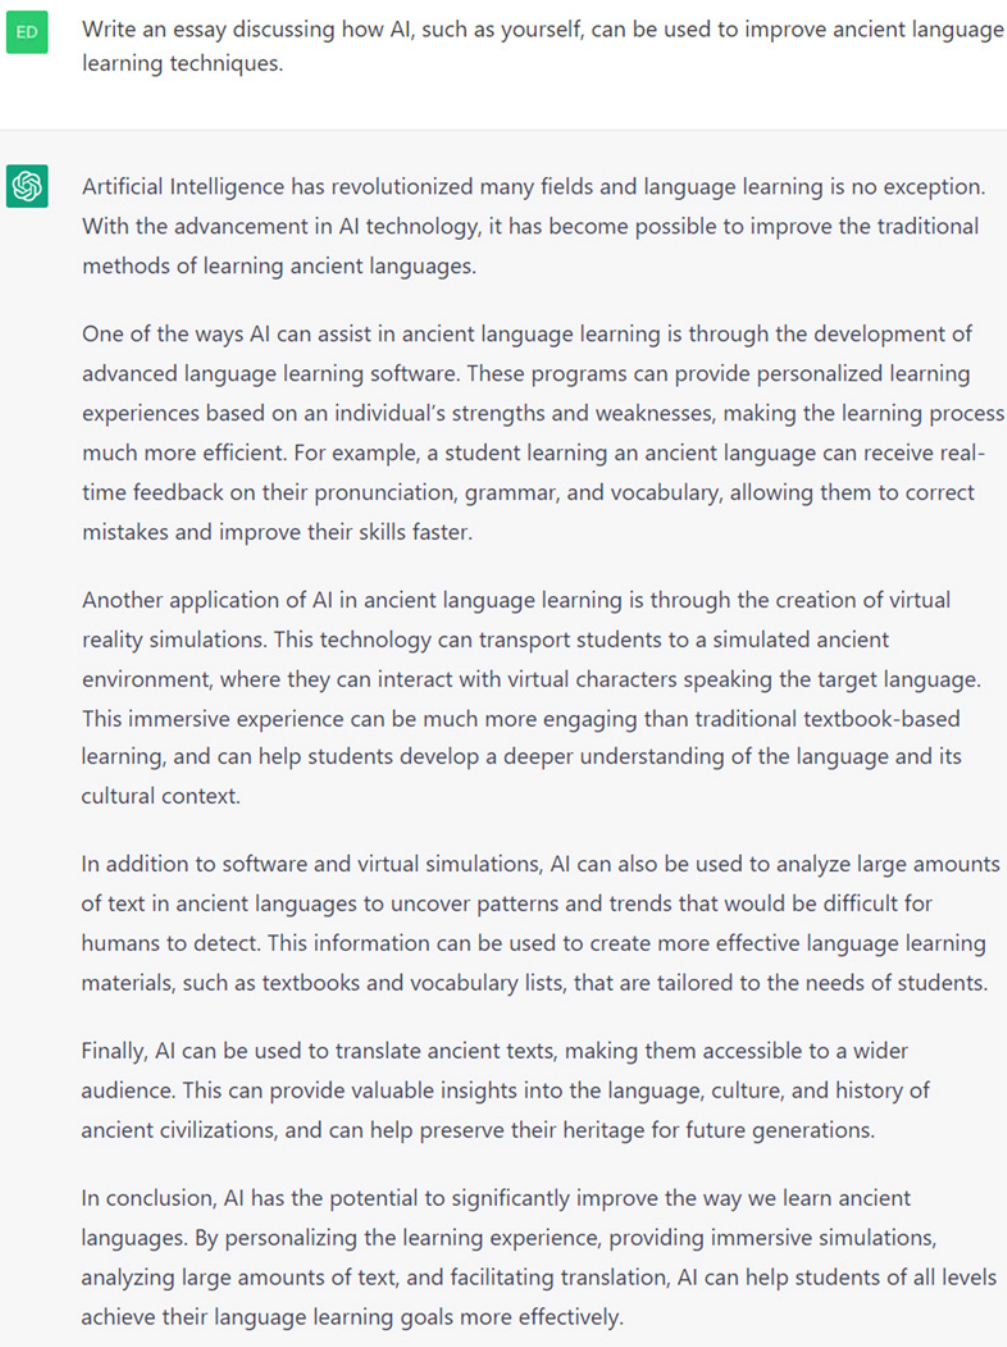 ED
Write an essay discussing how AI, such as yourself, can be used to improve ancient language
learning techniques.
Artificial Intelligence has revolutionized many fields and language learning is no exception.
With the advancement in AI technology, it has become possible to improve the traditional
methods of learning ancient languages.
One of the ways AI can assist in ancient language learning is through the development of
advanced language learning software. These programs can provide personalized learning
experiences based on an individual's strengths and weaknesses, making the learning process
much more efficient. For example, a student learning an ancient language can receive real-
time feedback on their pronunciation, grammar, and vocabulary, allowing them to correct
mistakes and improve their skills faster.
Another application of AI in ancient language learning is through the creation of virtual
reality simulations. This technology can transport students to a simulated ancient
environment, where they can interact with virtual characters speaking the target language.
This immersive experience can be much more engaging than traditional textbook-based
learning, and can help students develop a deeper understanding of the language and its
cultural context.
In addition to software and virtual simulations, AI can also be used to analyze large amounts
of text in ancient languages to uncover patterns and trends that would be difficult for
humans to detect. This information can be used to create more effective language learning
materials, such as textbooks and vocabulary lists, that are tailored to the needs of students.
Finally, AI can be used to translate ancient texts, making them accessible to a wider
audience. This can provide valuable insights into the language, culture, and history of
ancient civilizations, and can help preserve their heritage for future generations.
In conclusion, AI has the potential to significantly improve the way we learn ancient
languages. By personalizing the learning experience, providing immersive simulations,
analyzing large amounts of text, and facilitating translation, AI can help students of all levels
achieve their language learning goals more effectively.